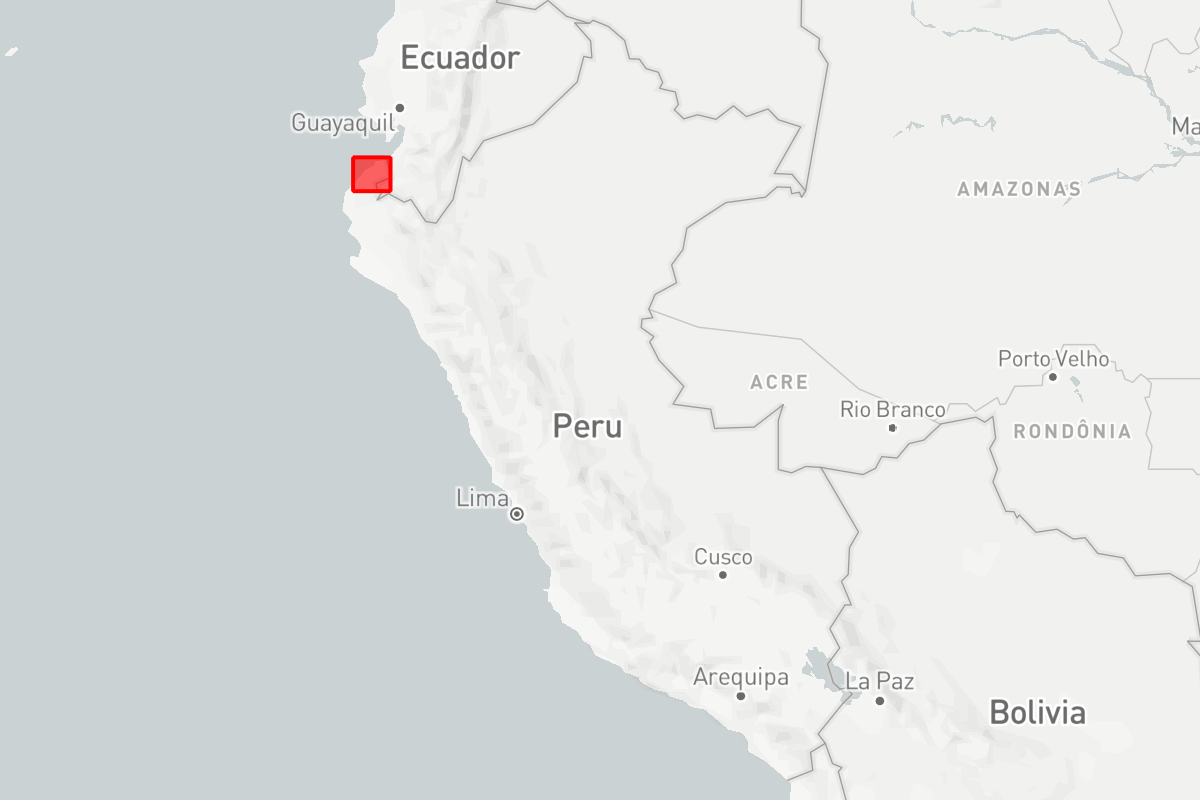 Ecuador
Guayaquil
Ma
AMAZONAS
Porto Velho
ACRE
Rio Branco
Peru
RONDÔNIA
Lima
Cusco
Arequipa
La Paz
Bolivia